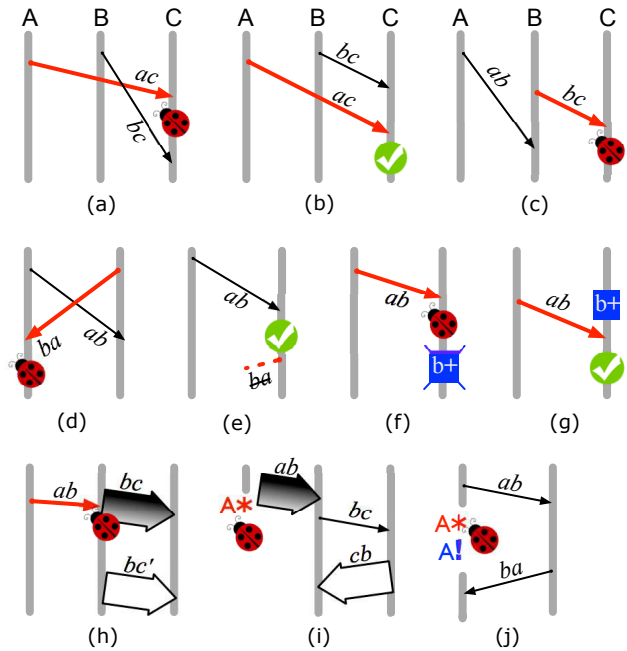 A B C A B C A B C
ac bc bc ac ab bc
(a) (b) (c)
ba ab ab ba ab b+ ab b+
(d) (e) (f) (g)
ab bc bc' ab A* bc cb ab A* A! ba
(h) (i) (j)